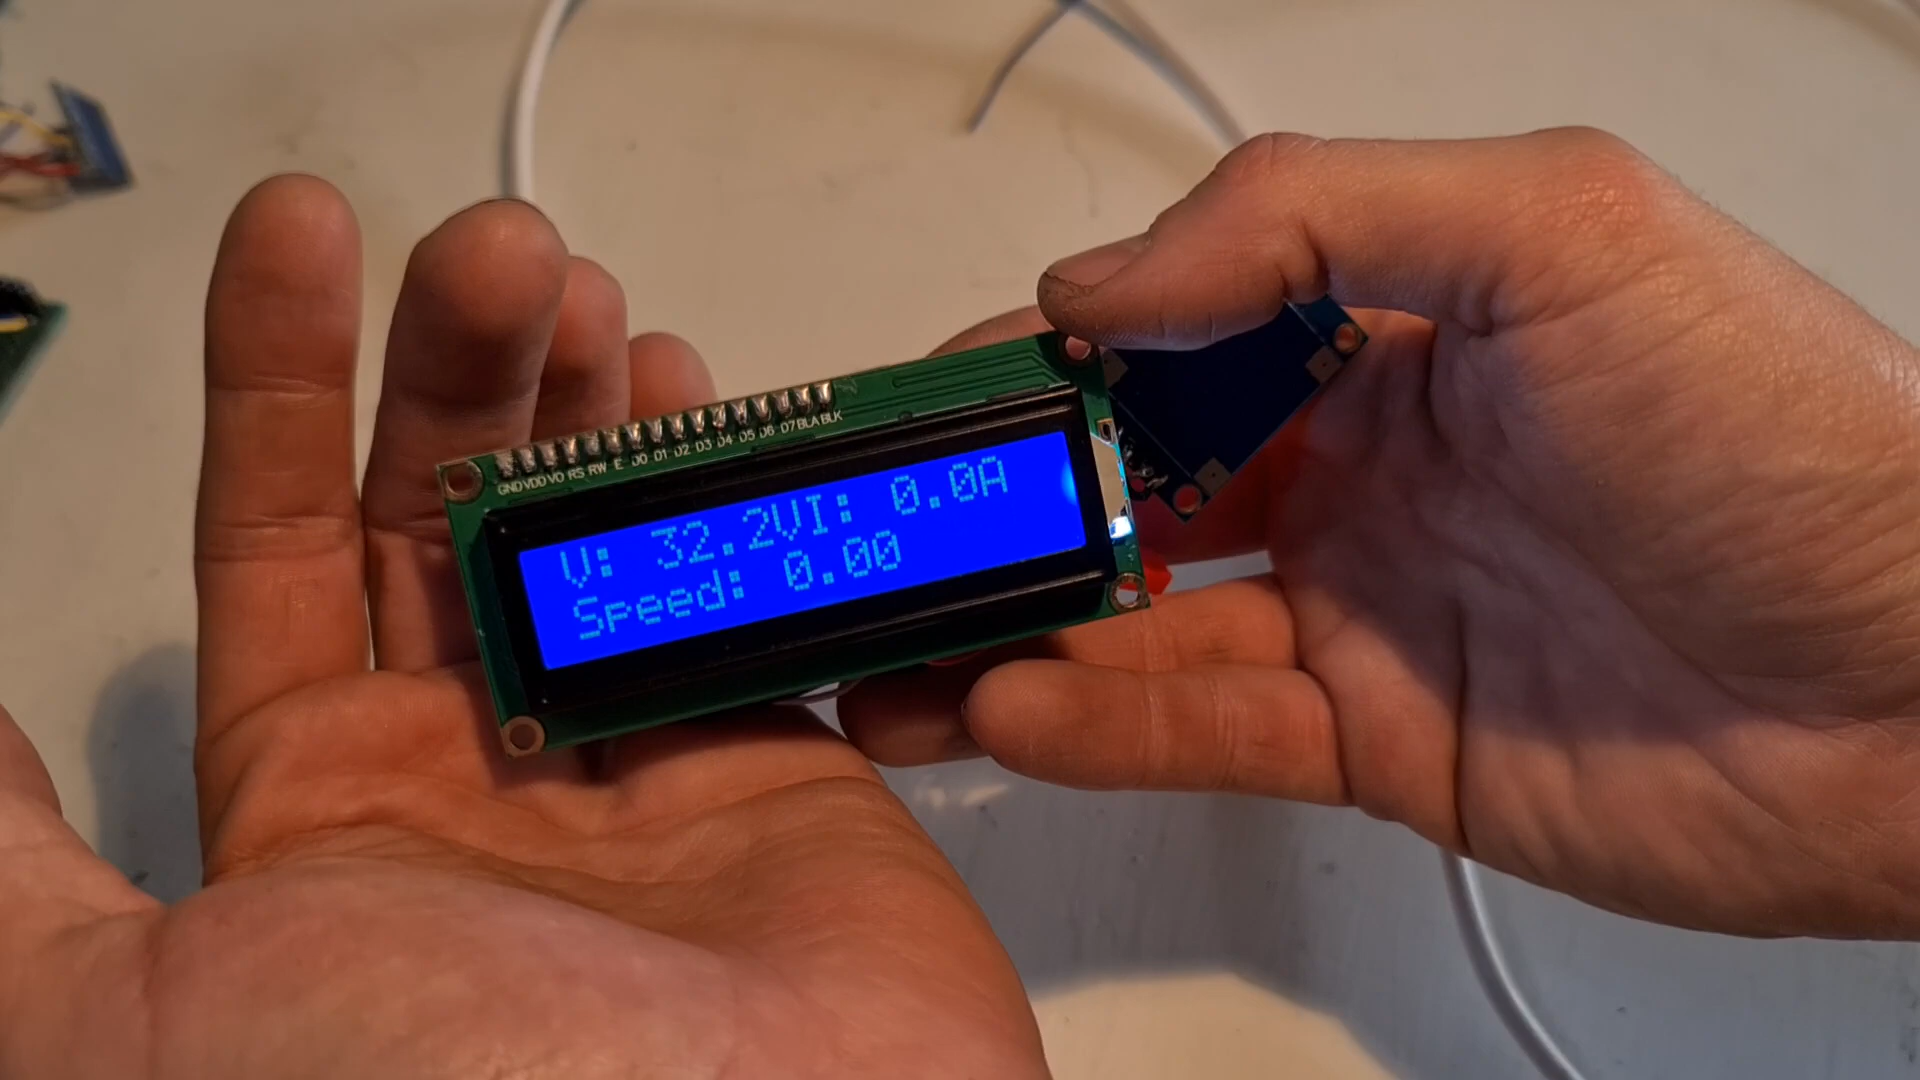 GND VDD VO RS RW E D0 D1 D2 D3 D4 D5 D6 D7 BLA BLK
V: 32.2VI: 0.0A
Speed: 0.00